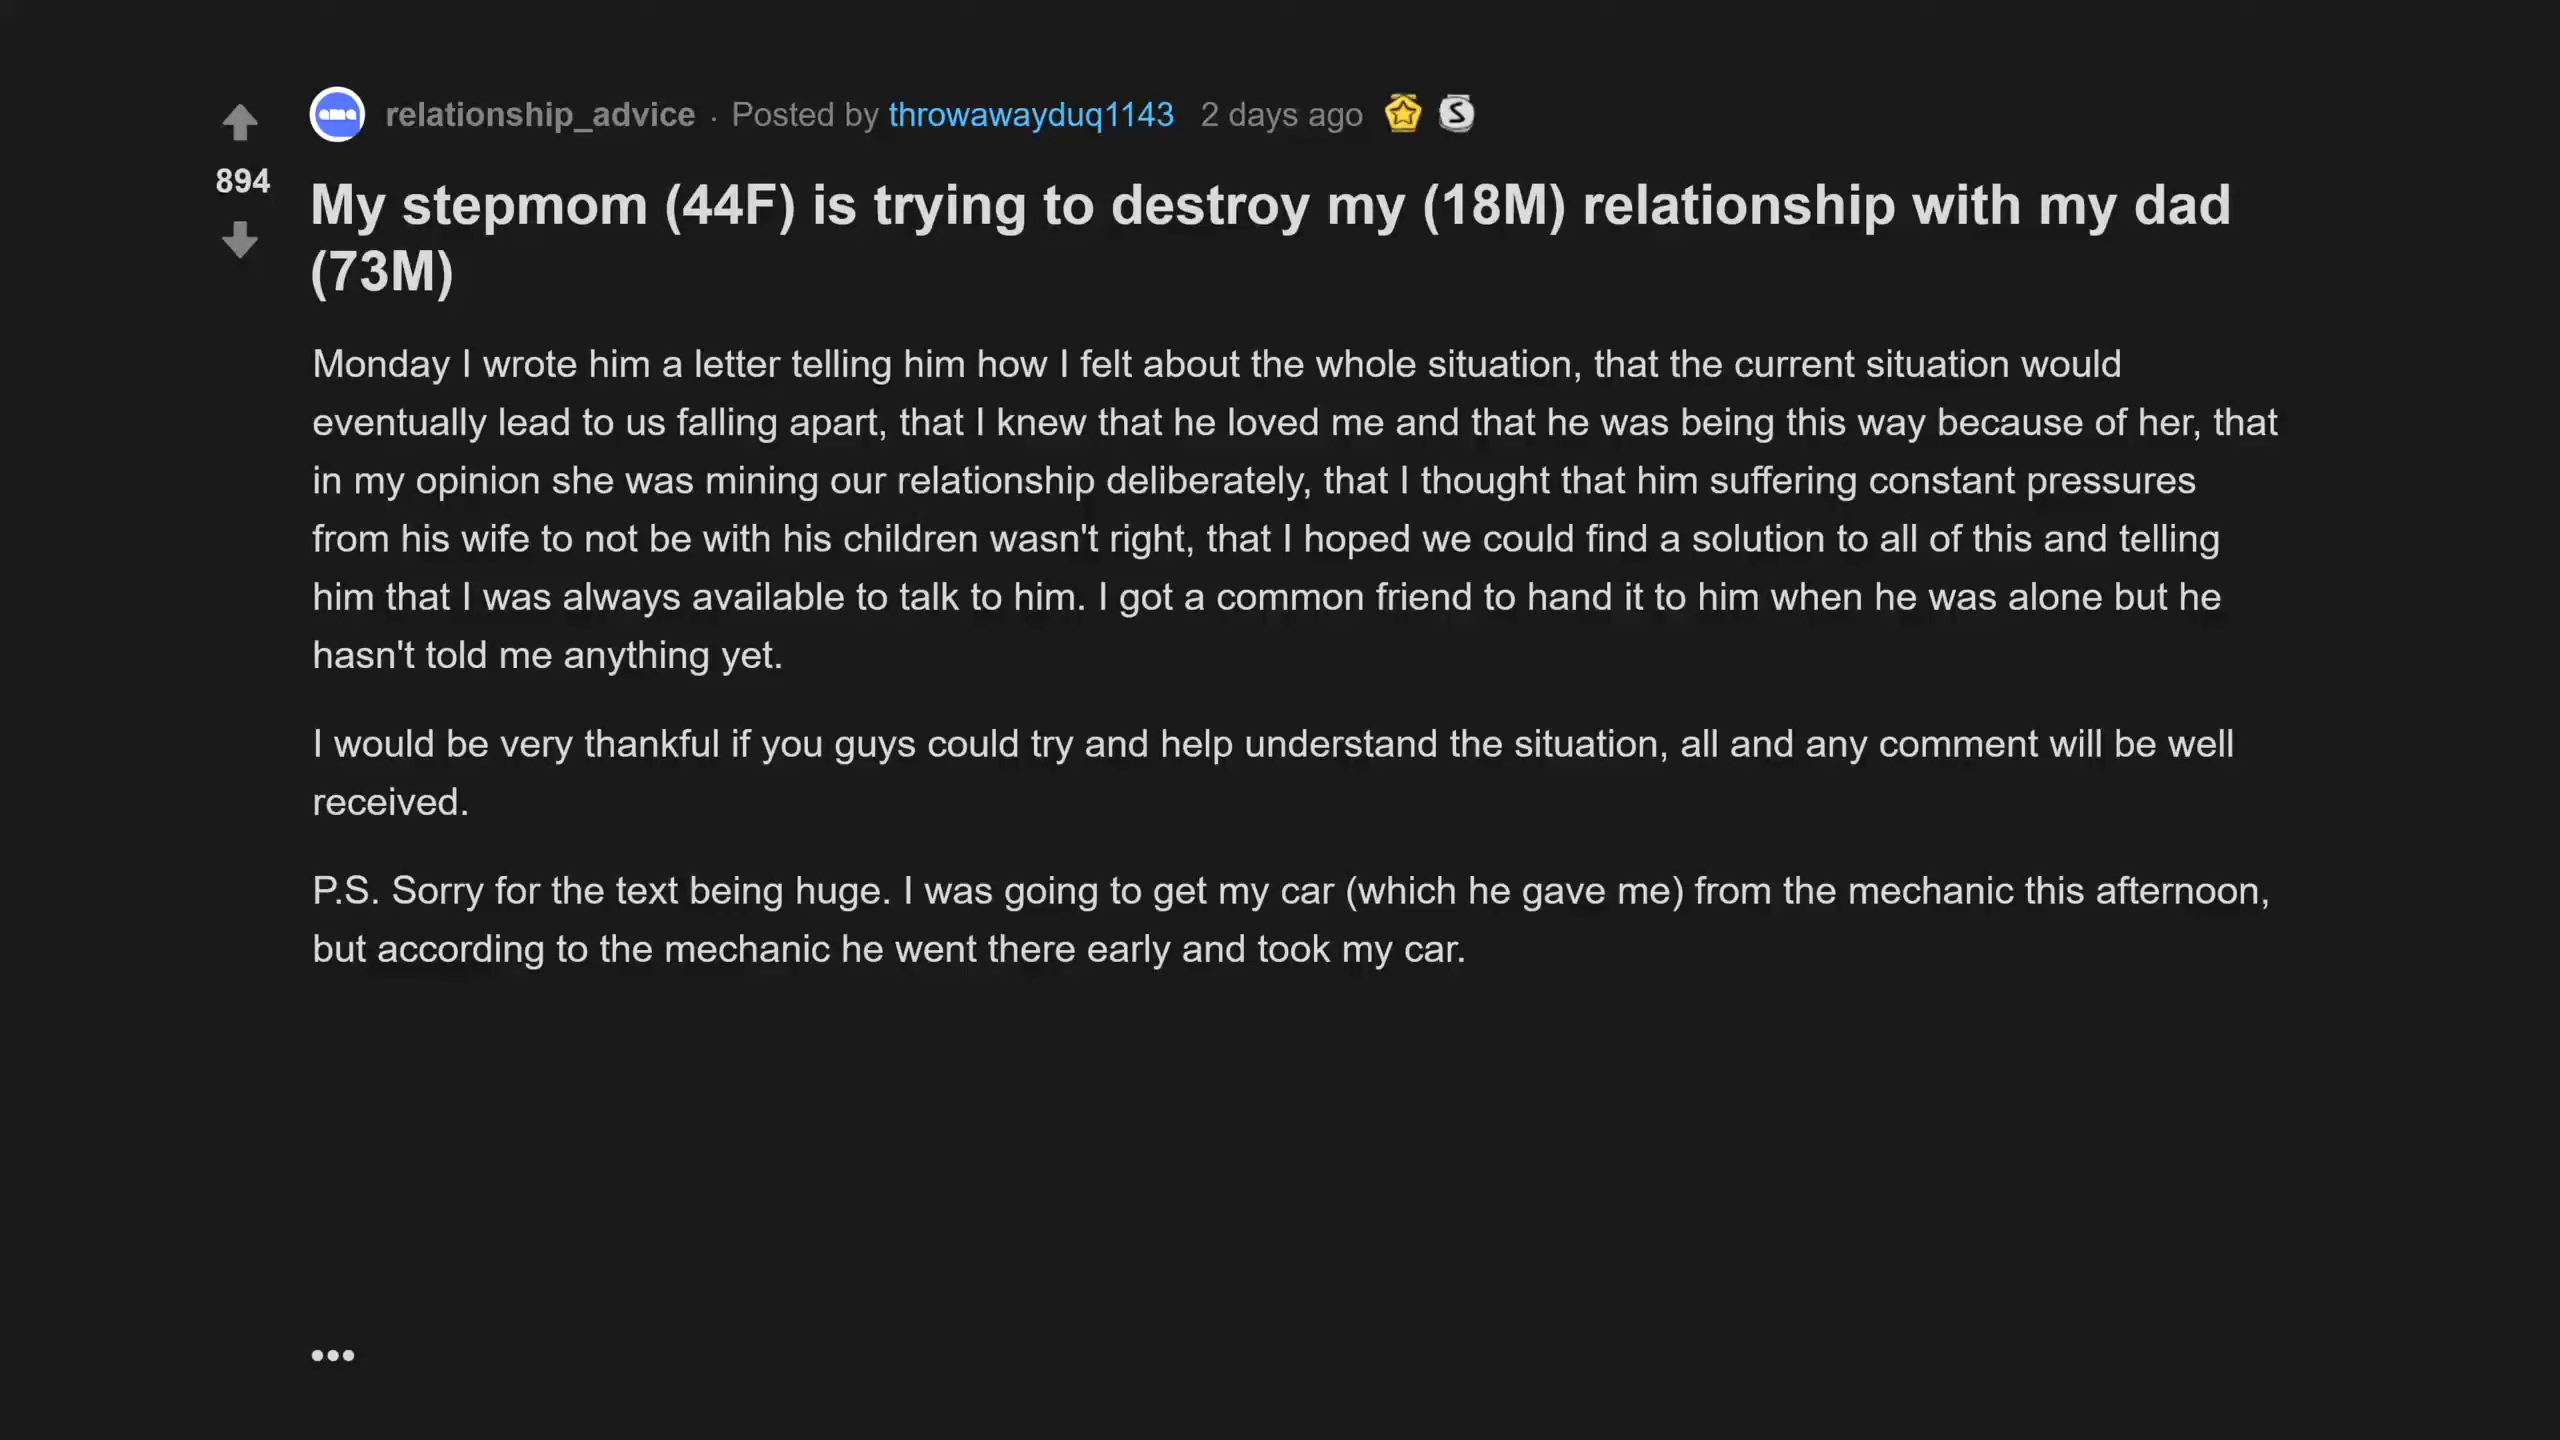 relationship_advice · Posted by throwawayduq1143 2 days ago
894
My stepmom (44F) is trying to destroy my (18M) relationship with my dad
(73M)
Monday I wrote him a letter telling him how I felt about the whole situation, that the current situation would
eventually lead to us falling apart, that I knew that he loved me and that he was being this way because of her, that
in my opinion she was mining our relationship deliberately, that I thought that him suffering constant pressures
from his wife to not be with his children wasn't right, that I hoped we could find a solution to all of this and telling
him that I was always available to talk to him. I got a common friend to hand it to him when he was alone but he
hasn't told me anything yet.
I would be very thankful if you guys could try and help understand the situation, all and any comment will be well
received.
P.S. Sorry for the text being huge. I was going to get my car (which he gave me) from the mechanic this afternoon,
but according to the mechanic he went there early and took my car.